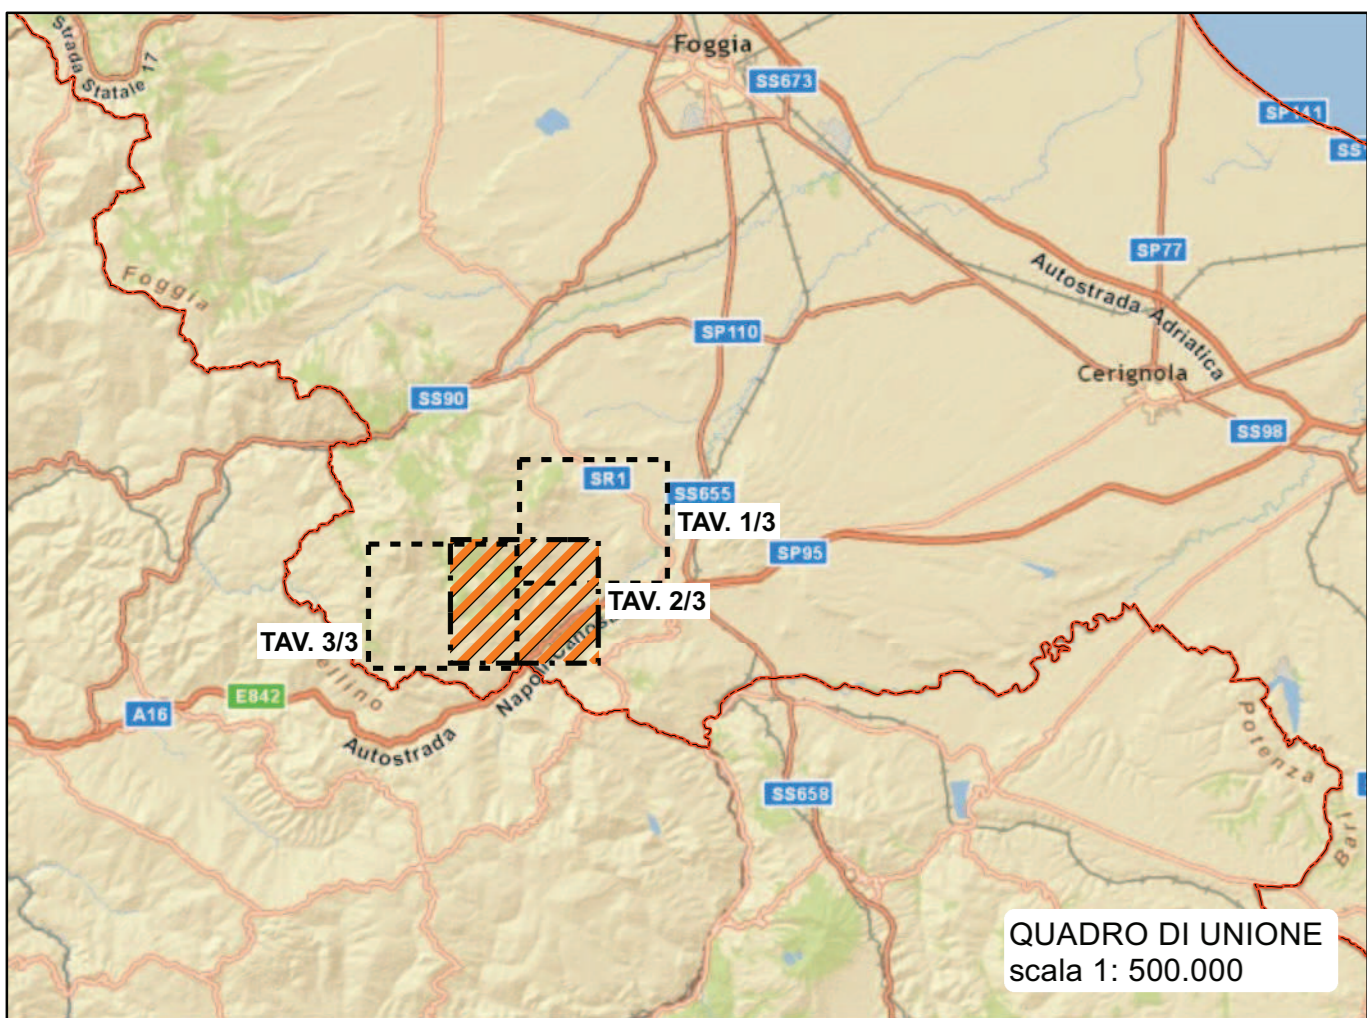 Strada
Statale 17
Foggia
SS673
SP141
SP77
Foggia
Autostrada Adriatica
SP110
Cerignola
SS90
SS98
SR1
SS655
TAV. 1/3
SP95
TAV. 2/3
TAV. 3/3
Napoli
E842
A16
Autostrada
Potenza
SS658
QUADRO DI UNIONE
scala 1: 500.000